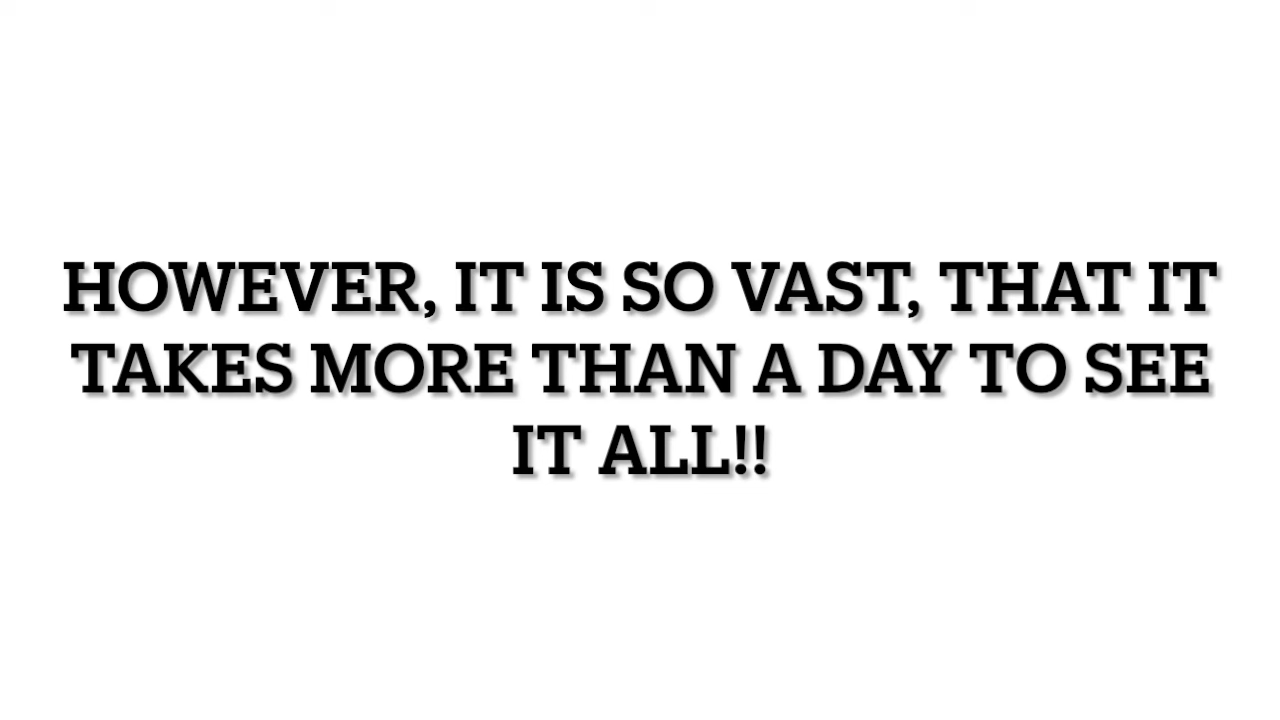 HOWEVER, IT IS SO VAST, THAT IT
TAKES MORE THAN A DAY TO SEE
IT ALL!!